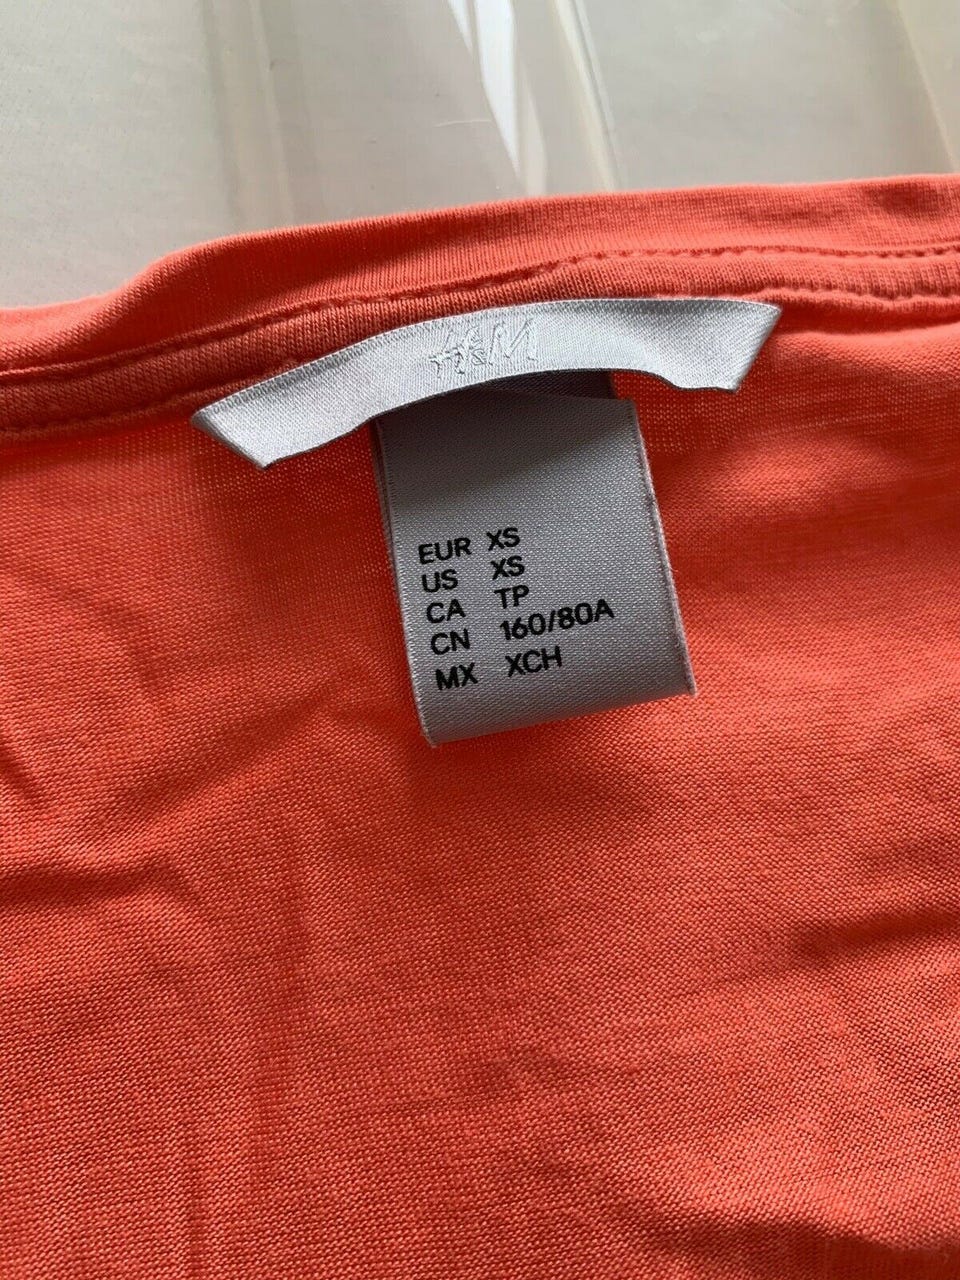 H&M
EUR XS
US XS
CA TP
CN 160/80A
MX XCH